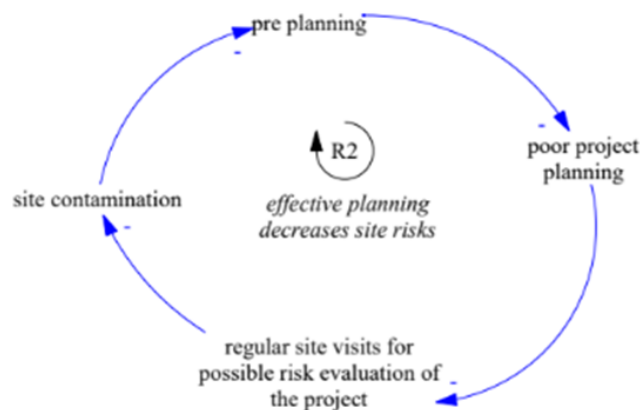 pre planning
-
-
poor project
planning
R2
effective planning
decreases site risks
site contamination
-
regular site visits for
possible risk evaluation of
the project
-